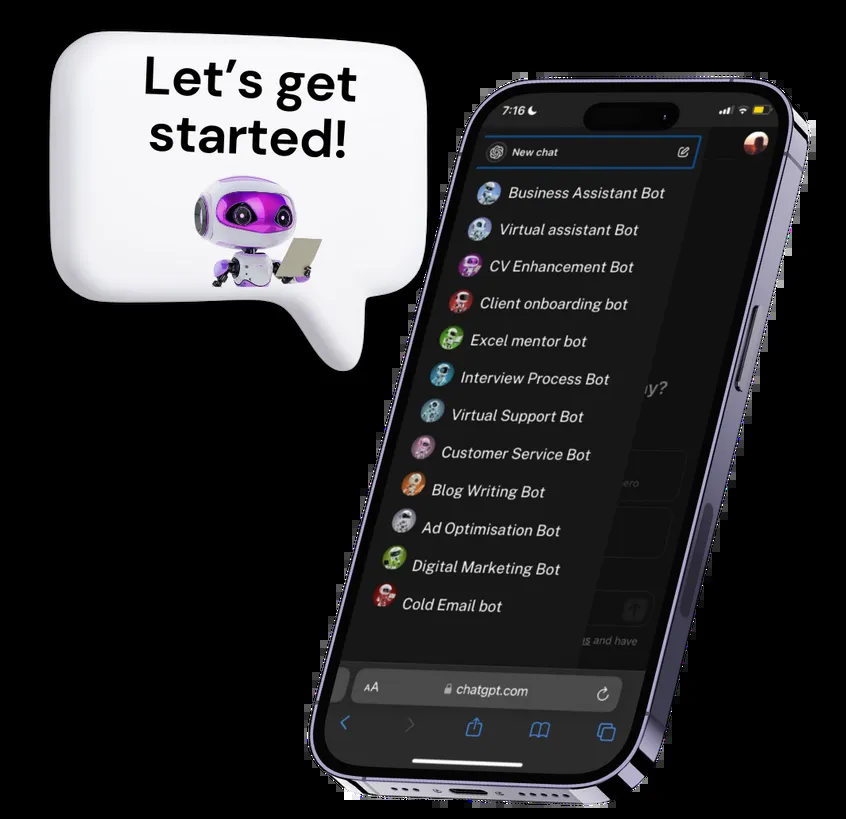 Let's get
started!
7:16
New chat
Business Assistant Bot
Virtual assistant Bot
CV Enhancement Bot
Client onboarding bot
Excel mentor bot
Interview Process Bot
Virtual Support Bot
Customer Service Bot
Blog Writing Bot
Ad Optimisation Bot
Digital Marketing Bot
Cold Email bot
and have
AA
chatgpt.com